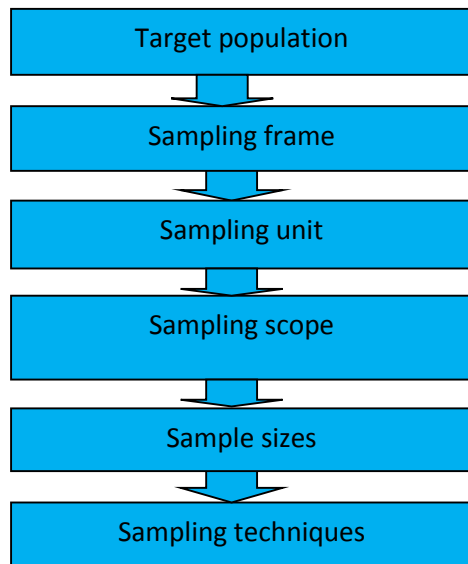 Target population
Sampling frame
Sampling unit
Sampling scope
Sample sizes
Sampling techniques